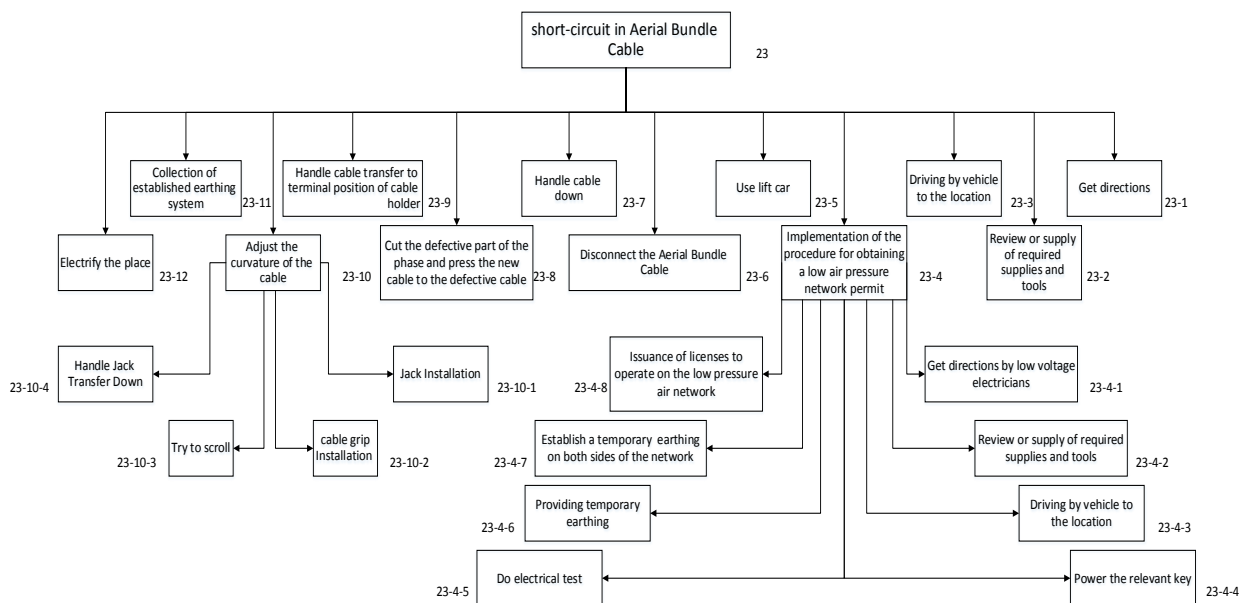 short-circuit in Aerial Bundle
Cable
23
Collection of
established earthing
system
23-11
Handle cable transfer to
terminal position of cable
holder
23-9
Handle cable
down
23-7
Use lift car
23-5
Driving by vehicle
to the location
23-3
Get directions
23-1
Electrify the place
23-12
Adjust the
curvature of the
cable
23-10
Cut the defective part of the
phase and press the new
cable to the defective cable
23-8
Disconnect the Aerial Bundle
Cable
23-6
Implementation of the
procedure for obtaining
a low air pressure
network permit
23-4
Review or supply
of required
supplies and tools
23-2
23-10-4
Handle Jack
Transfer Down
Jack Installation
23-10-1
23-4-8
Issuance of licenses to
operate on the low pressure
air network
Get directions by low voltage
electricians
23-4-1
23-10-3
Try to scroll
cable grip
Installation
23-10-2
23-4-7
Establish a temporary earthing
on both sides of the network
Review or supply of required
supplies and tools
23-4-2
23-4-6
Providing temporary
earthing
Driving by vehicle
to the location
23-4-3
23-4-5
Do electrical test
Power the relevant key
23-4-4